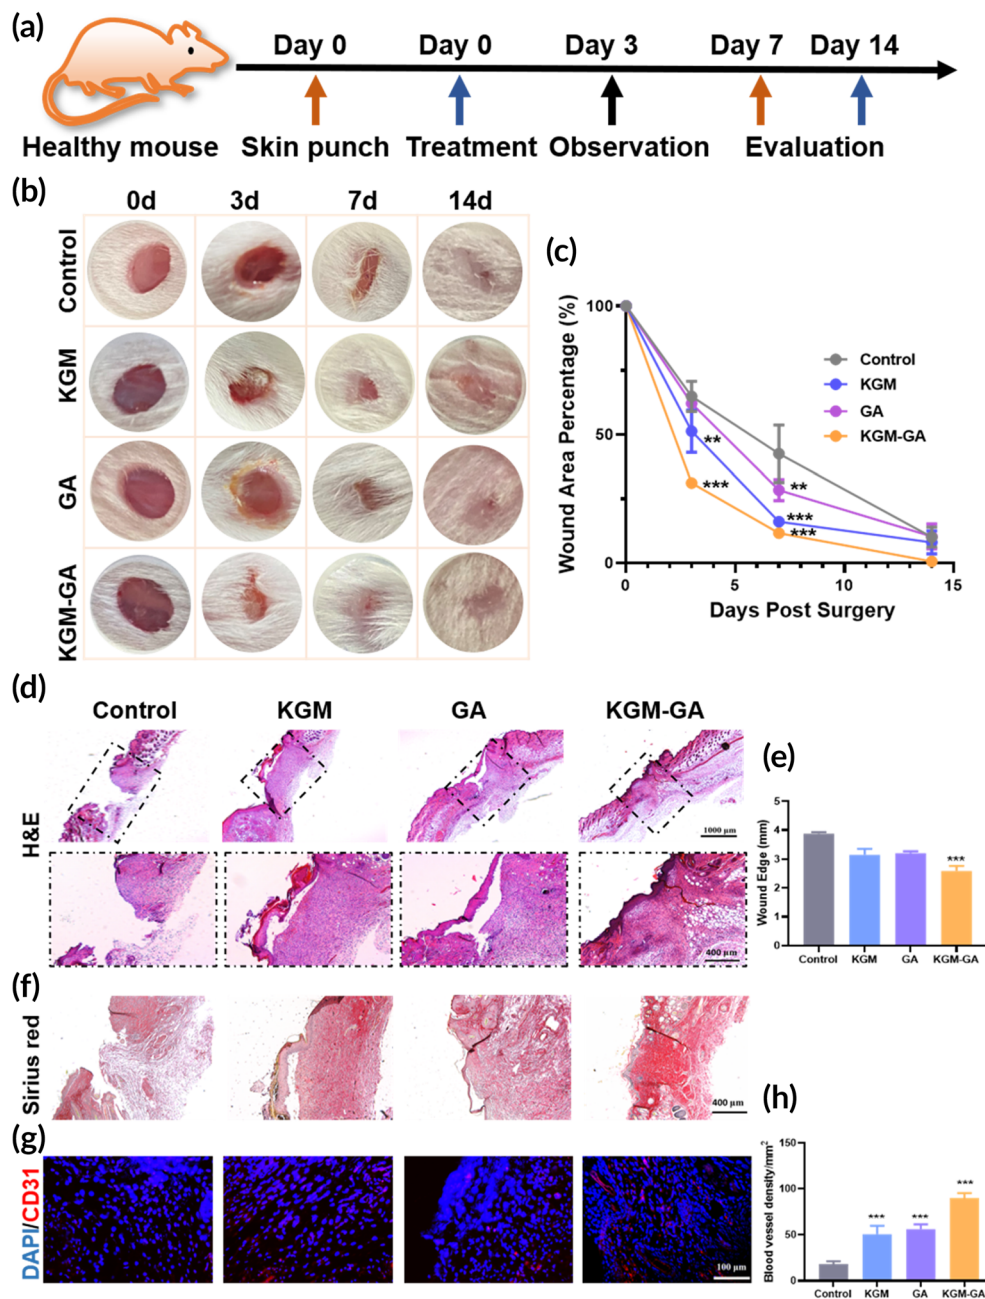 (a)
Day 0 Day 0 Day 3 Day 7 Day 14
Healthy mouse Skin punch Treatment Observation Evaluation
(b)
0d 3d 7d 14d
Control
KGM
GA
KGM-GA
(c)
Wound Area Percentage (%)
100
50
0
0 5 10 15
Days Post Surgery
Control
KGM
GA
KGM-GA
**
***
**
***
***
(d)
Control KGM GA KGM-GA
H&E
1000 μm
400 μm
(e)
Wound Edge (mm)
5
4
3
2
1
0
***
Control KGM GA KGM-GA
(f)
Sirius red
400 μm
(g)
DAPI/CD31
100 μm
(h)
Blood vessel density/mm²
150
100
50
0
*** *** ***
Control KGM GA KGM-GA